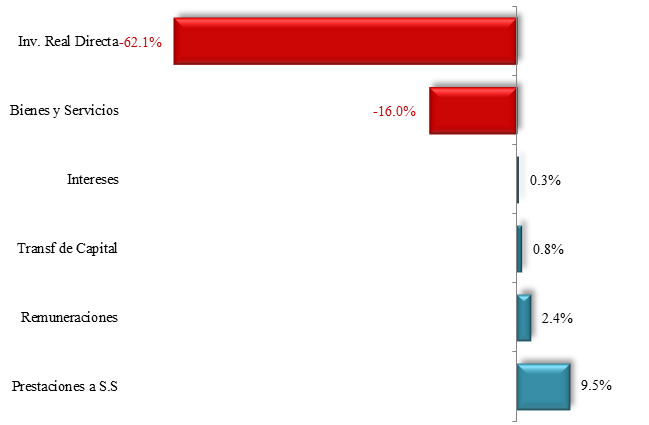 Inv. Real Directa -62.1%
Bienes y Servicios -16.0%
Intereses 0.3%
Transf de Capital 0.8%
Remuneraciones 2.4%
Prestaciones a S.S 9.5%